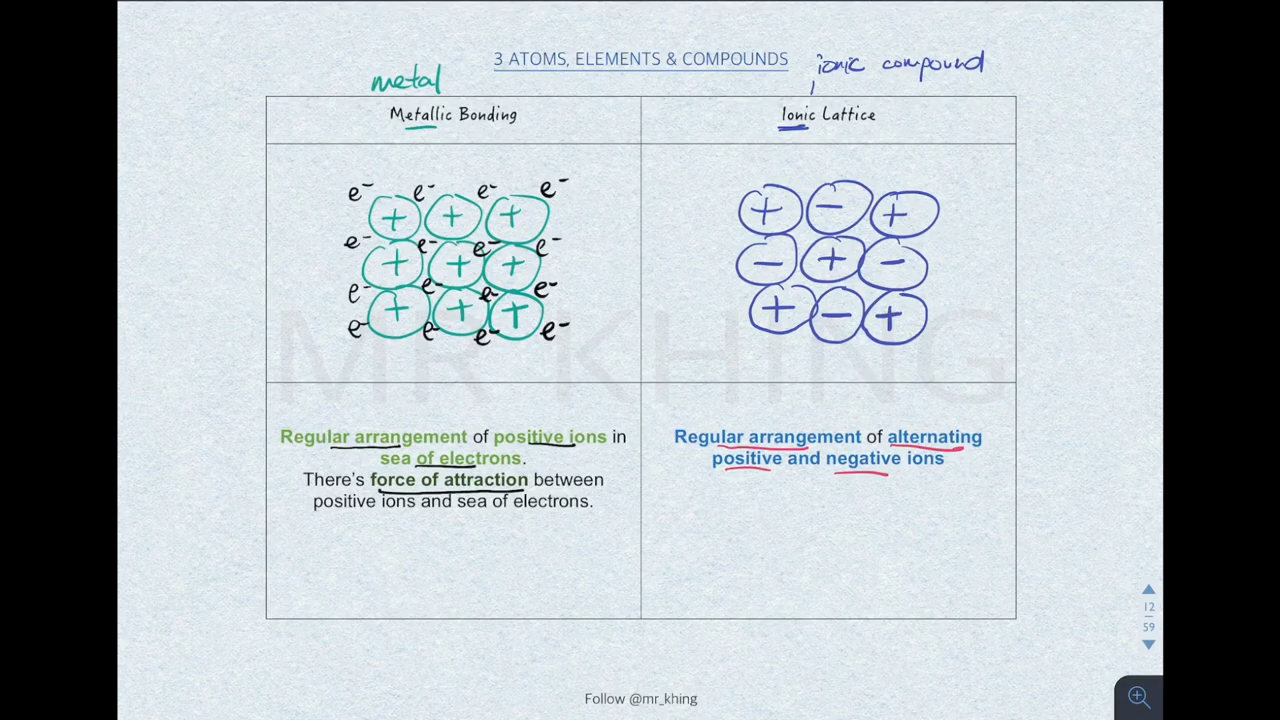 3 ATOMS, ELEMENTS & COMPOUNDS
metal
ionic compound
Metallic Bonding
Ionic Lattice
e⁻ e⁻ e⁻ e⁻
+ + +
e⁻ e⁻ e⁻ e⁻
+ + +
e⁻ e⁻ e⁻ e⁻
+ + +
e⁻ e⁻ e⁻ e⁻
+ − +
− + −
+ − +
MR KHING
Regular arrangement of positive ions in
sea of electrons.
There's force of attraction between
positive ions and sea of electrons.
Regular arrangement of alternating
positive and negative ions
12
59
Follow @mr_khing